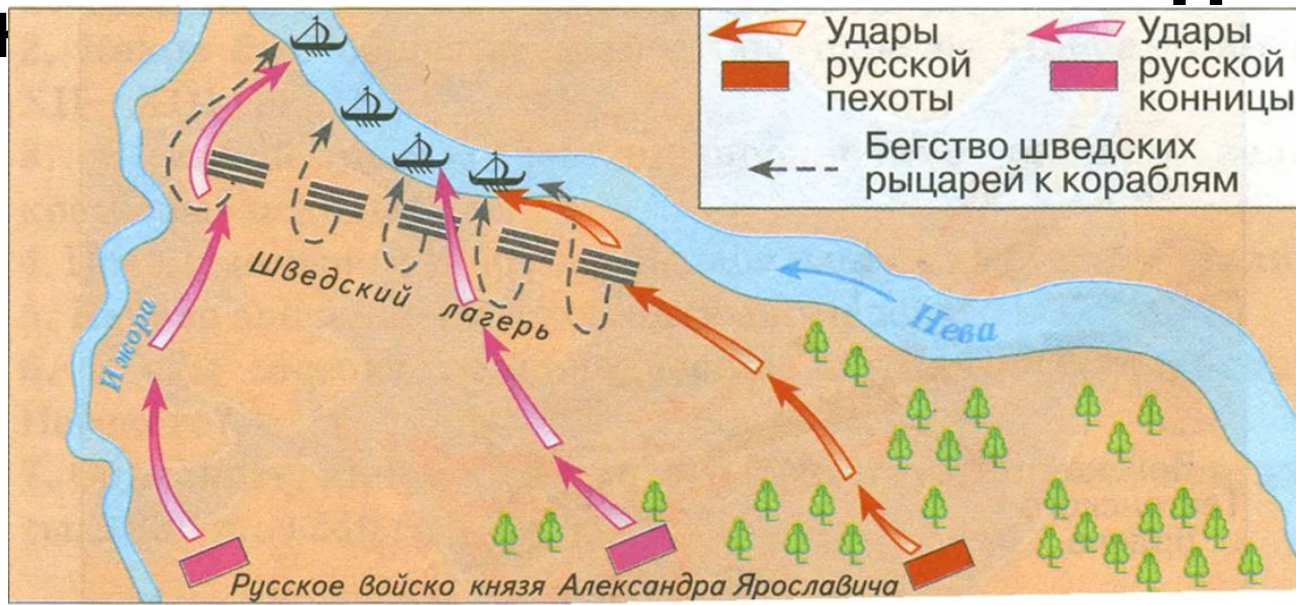 Удары
русской
пехоты
Удары
русской
конницы
Бегство шведских
рыцарей к кораблям
Шведский лагерь
Ижора
Нева
Русское войско князя Александра Ярославича